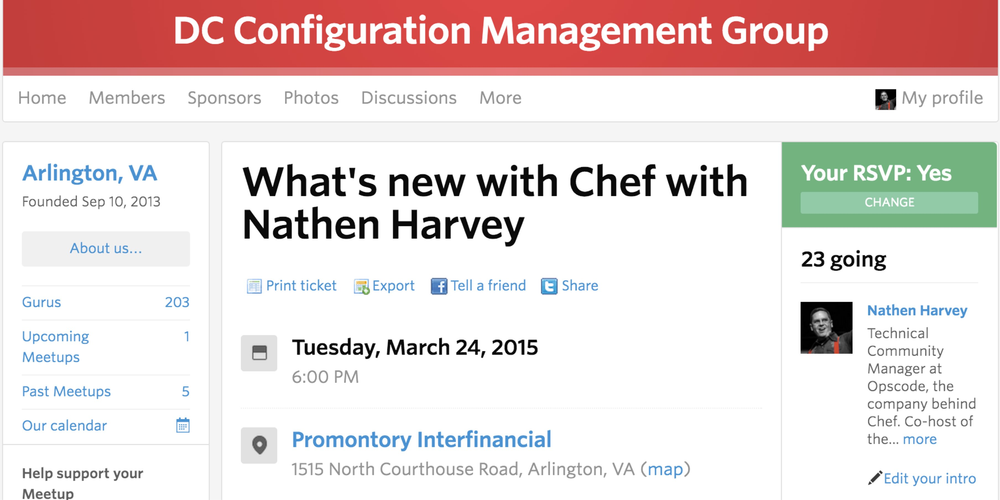 DC Configuration Management Group
Home Members Sponsors Photos Discussions More My profile
Arlington, VA
Founded Sep 10, 2013
About us...
Gurus 203
Upcoming 1
Meetups
Past Meetups 5
Our calendar
Help support your
Meetup
What's new with Chef with
Nathen Harvey
Print ticket Export Tell a friend Share
Tuesday, March 24, 2015
6:00 PM
Promontory Interfinancial
1515 North Courthouse Road, Arlington, VA (map)
Your RSVP: Yes
CHANGE
23 going
Nathen Harvey
Technical
Community
Manager at
Opscode, the
company behind
Chef. Co-host of
the... more
Edit your intro